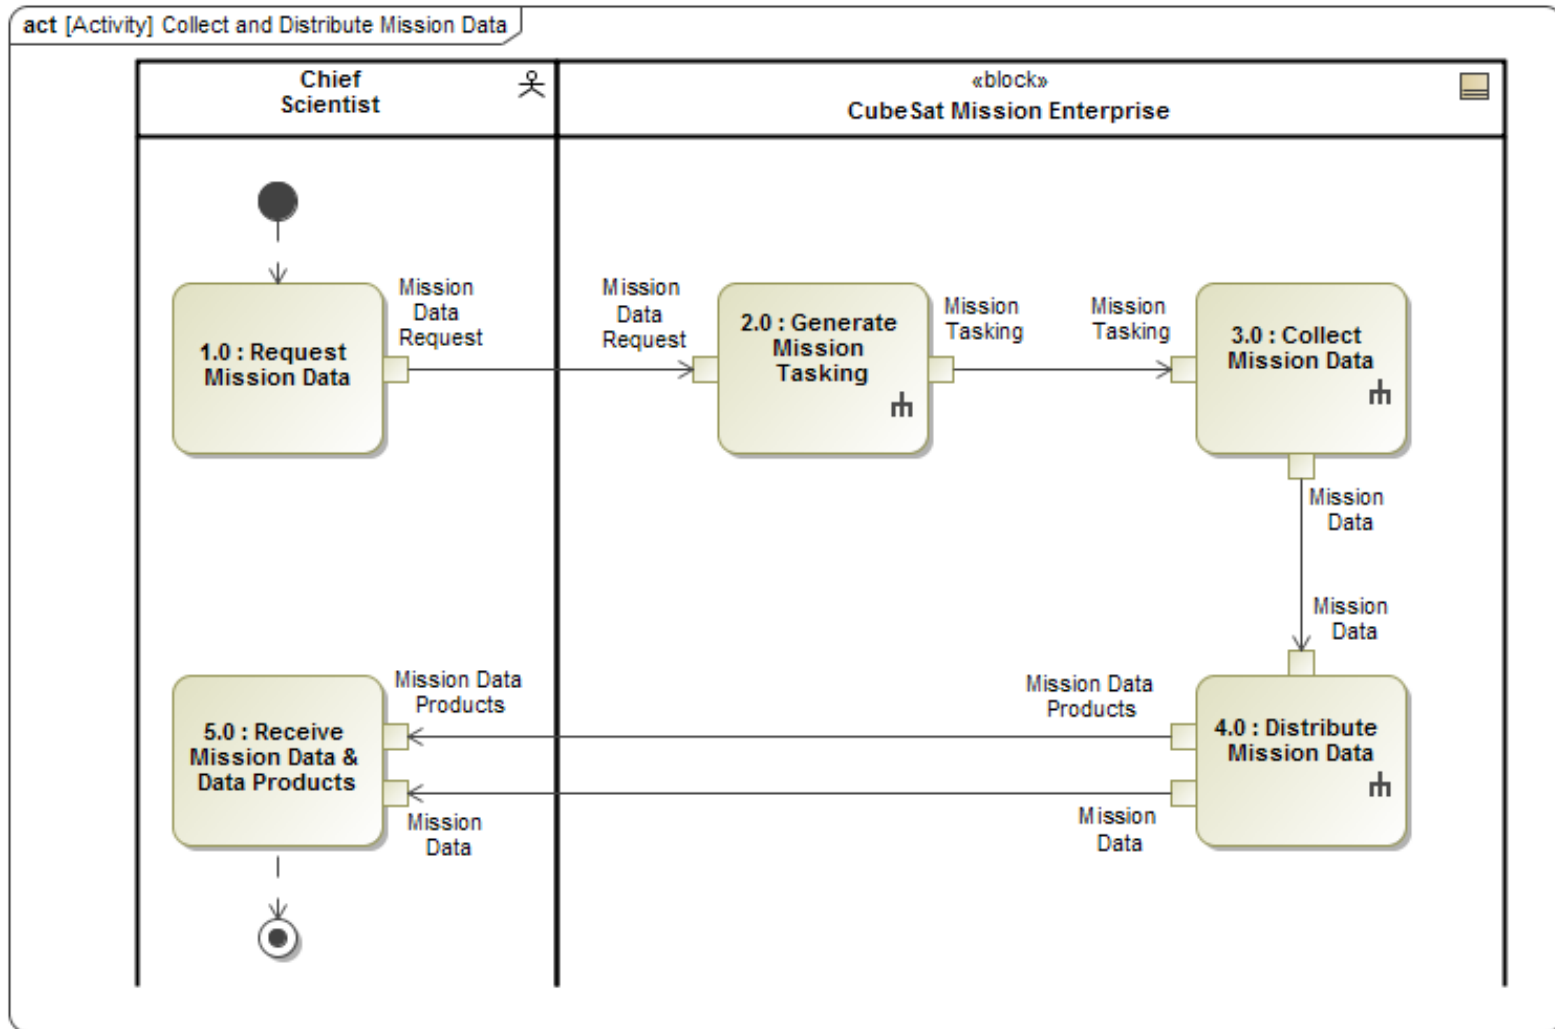 act [Activity] Collect and Distribute Mission Data
Chief
Scientist
«block»
CubeSat Mission Enterprise
1.0 : Request
Mission Data
Mission
Data
Request
Mission
Data
Request
2.0 : Generate
Mission
Tasking
Mission
Tasking
Mission
Tasking
3.0 : Collect
Mission Data
Mission
Data
Mission
Data
4.0 : Distribute
Mission Data
Mission Data
Products
Mission
Data
Mission Data
Products
Mission
Data
5.0 : Receive
Mission Data &
Data Products